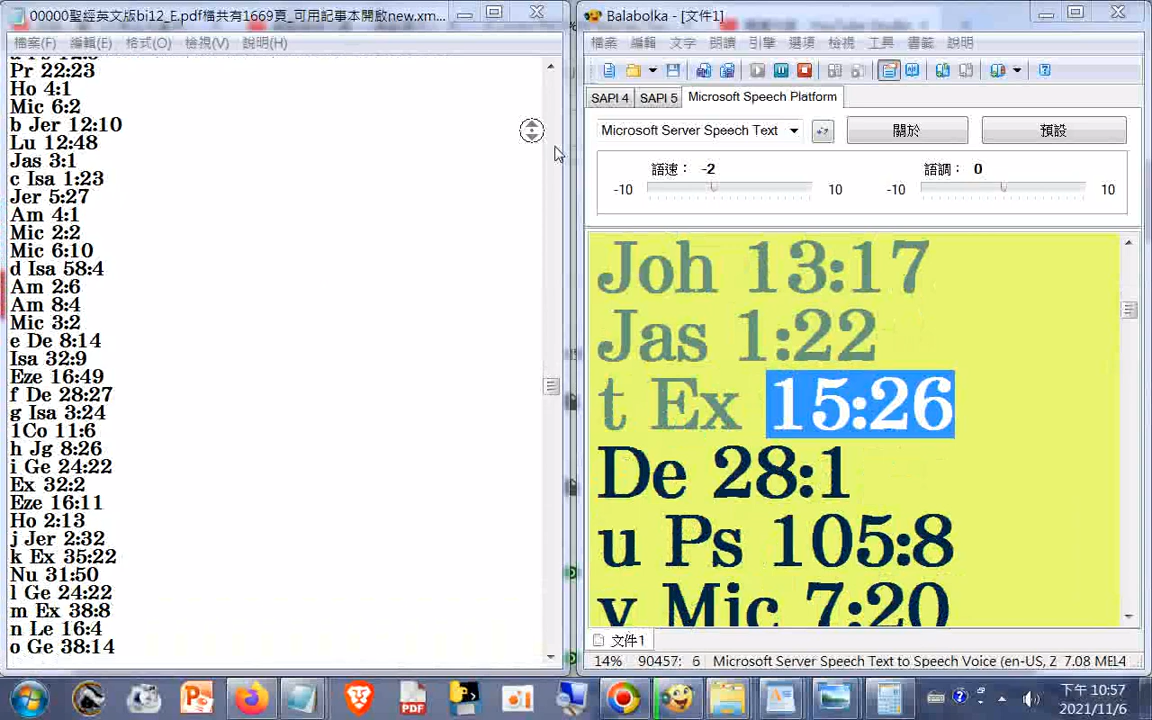 00000聖經英文版bi12_E.pdf檔共有1669頁_可用記事本開啟new.xm...
檔案(F) 編輯(E) 格式(O) 檢視(V) 說明(H)
Pr 22:23
Ho 4:1
Mic 6:2
b Jer 12:10
Lu 12:48
Jas 3:1
c Isa 1:23
Jer 5:27
Am 4:1
Mic 2:2
Mic 6:10
d Isa 58:4
Am 2:6
Am 8:4
Mic 3:2
e De 8:14
Isa 32:9
Eze 16:49
f De 28:27
g Isa 3:24
1Co 11:6
h Jg 8:26
i Ge 24:22
Ex 32:2
Eze 16:11
Ho 2:13
j Jer 2:32
k Ex 35:22
Nu 31:50
l Ge 24:22
m Ex 38:8
n Le 16:4
o Ge 38:14
Balabolka - [文件1]
檔案 編輯 文字 朗讀 引擎 選項 檢視 工具 書籤 說明
SAPI 4 SAPI 5 Microsoft Speech Platform
Microsoft Server Speech Text 關於 預設
語速： -2 語調： 0
-10 10 -10 10
Joh 13:17
Jas 1:22
t Ex 15:26
De 28:1
u Ps 105:8
v Mic 7:20
文件1
14% 90457: 6 Microsoft Server Speech Text to Speech Voice (en-US, Z 7.08 ME 14
下午 10:57
2021/11/6